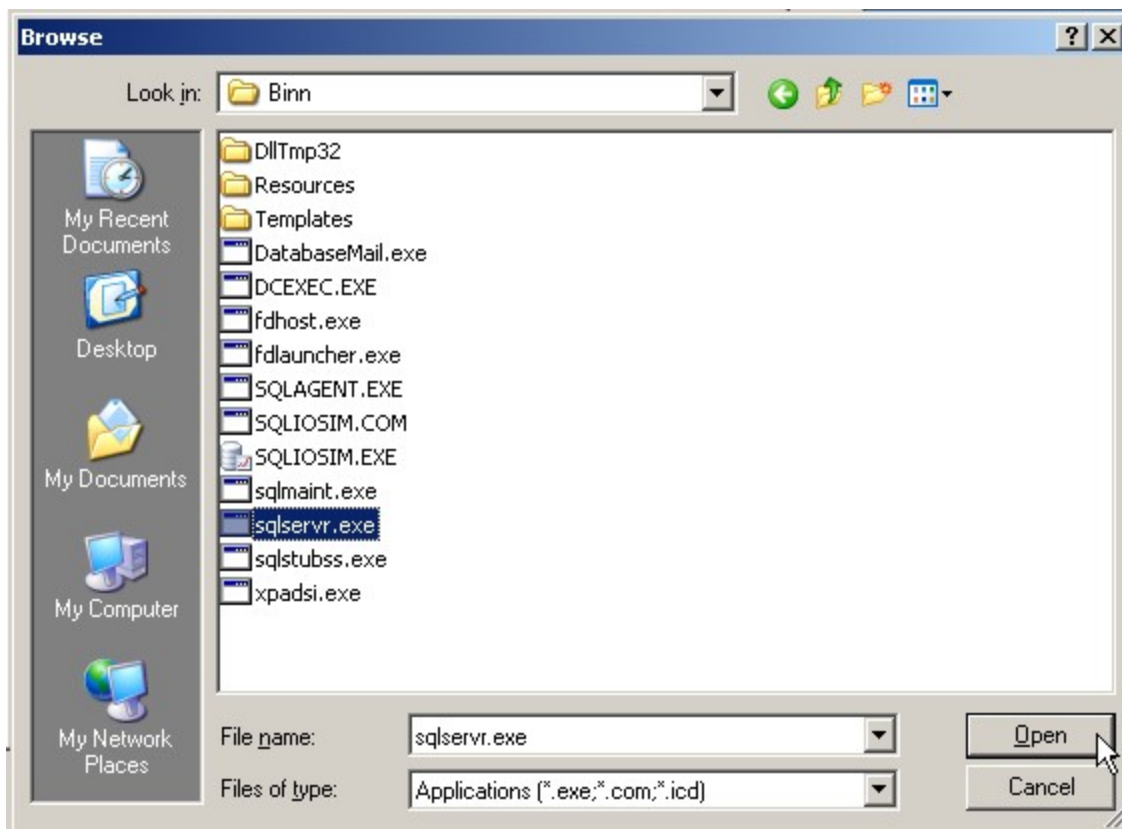 Browse
Look in:
Binn
My Recent
Documents
Desktop
My Documents
My Computer
My Network
Places
DllTmp32
Resources
Templates
DatabaseMail.exe
DCEXEC.EXE
fdhost.exe
fdlauncher.exe
SQLAGENT.EXE
SQLIOSIM.COM
SQLIOSIM.EXE
sqlmaint.exe
sqlservr.exe
sqlstubss.exe
xpadsi.exe
File name:
sqlservr.exe
Open
Files of type:
Applications (*.exe;*.com;*.icd)
Cancel